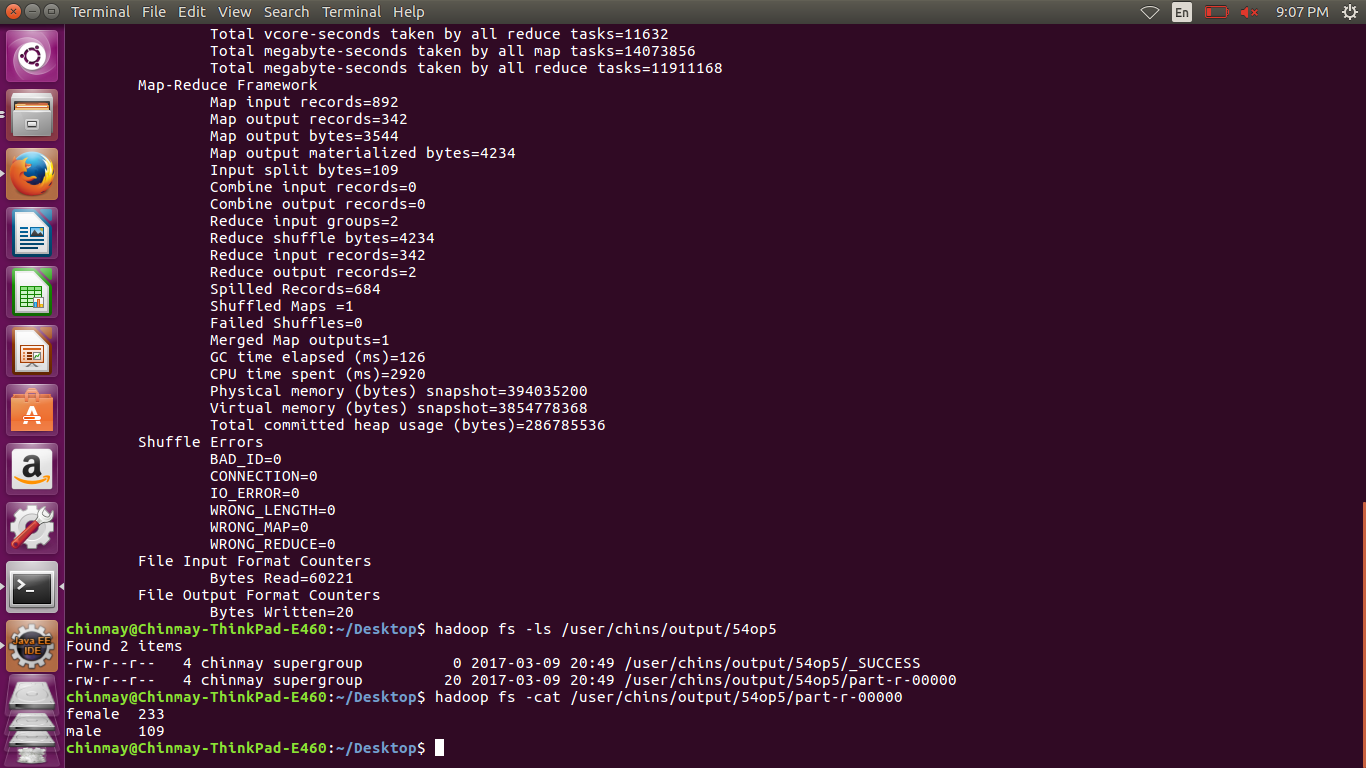 Terminal File Edit View Search Terminal Help En 9:07 PM
Total vcore-seconds taken by all reduce tasks=11632
Total megabyte-seconds taken by all map tasks=14073856
Total megabyte-seconds taken by all reduce tasks=11911168
Map-Reduce Framework
Map input records=892
Map output records=342
Map output bytes=3544
Map output materialized bytes=4234
Input split bytes=109
Combine input records=0
Combine output records=0
Reduce input groups=2
Reduce shuffle bytes=4234
Reduce input records=342
Reduce output records=2
Spilled Records=684
Shuffled Maps =1
Failed Shuffles=0
Merged Map outputs=1
GC time elapsed (ms)=126
CPU time spent (ms)=2920
Physical memory (bytes) snapshot=394035200
Virtual memory (bytes) snapshot=3854778368
Total committed heap usage (bytes)=286785536
Shuffle Errors
BAD_ID=0
CONNECTION=0
IO_ERROR=0
WRONG_LENGTH=0
WRONG_MAP=0
WRONG_REDUCE=0
File Input Format Counters
Bytes Read=60221
File Output Format Counters
Bytes Written=20
chinmay@Chinmay-ThinkPad-E460:~/Desktop$ hadoop fs -ls /user/chins/output/54op5
Found 2 items
-rw-r--r--   4 chinmay supergroup          0 2017-03-09 20:49 /user/chins/output/54op5/_SUCCESS
-rw-r--r--   4 chinmay supergroup         20 2017-03-09 20:49 /user/chins/output/54op5/part-r-00000
chinmay@Chinmay-ThinkPad-E460:~/Desktop$ hadoop fs -cat /user/chins/output/54op5/part-r-00000
female  233
male    109
chinmay@Chinmay-ThinkPad-E460:~/Desktop$
a
>_
Java EE
IDE